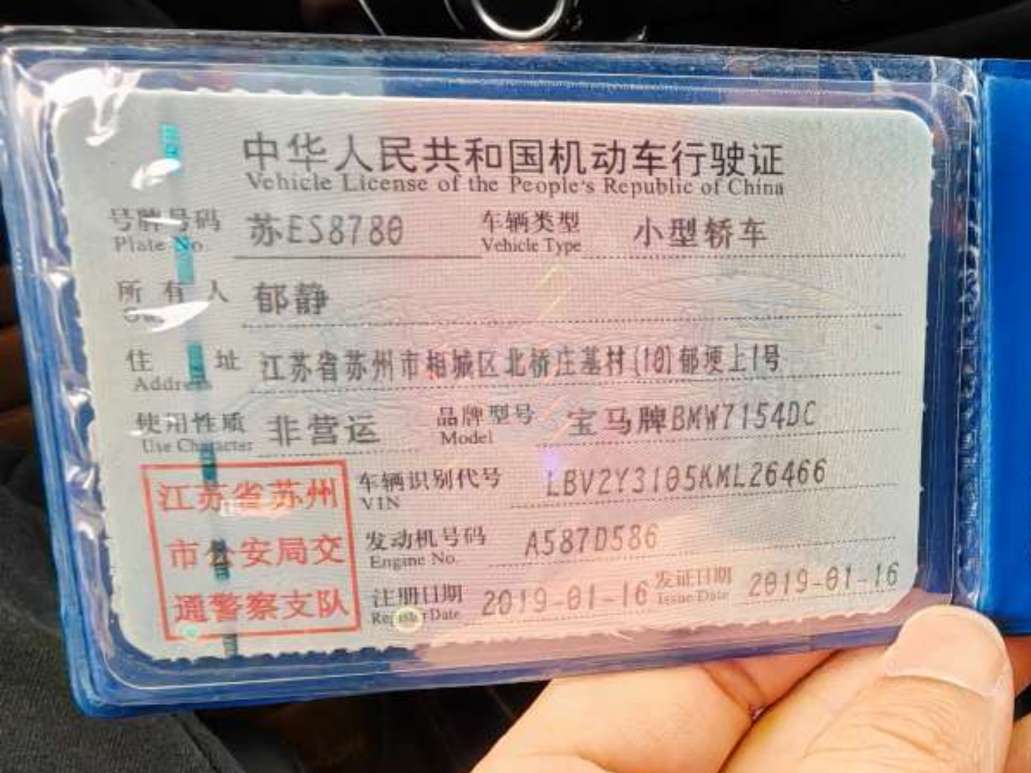 中华人民共和国机动车行驶证
Vehicle License of the People's Republic of China
号牌号码 苏ES8780 车辆类型 小型轿车
Plate No. Vehicle Type
所有人 郁静
住址 江苏省苏州市相城区北桥庄基村(10)郁埂上1号
Address
使用性质 非营运 品牌型号 宝马牌BMW7154DC
Use Character Model
车辆识别代号 LBV2Y3105KML26466
VIN
发动机号码 A587D586
Engine No.
注册日期 2019-01-16 发证日期 2019-01-16
Register Date Issue Date
江苏省苏州
市公安局交
通警察支队